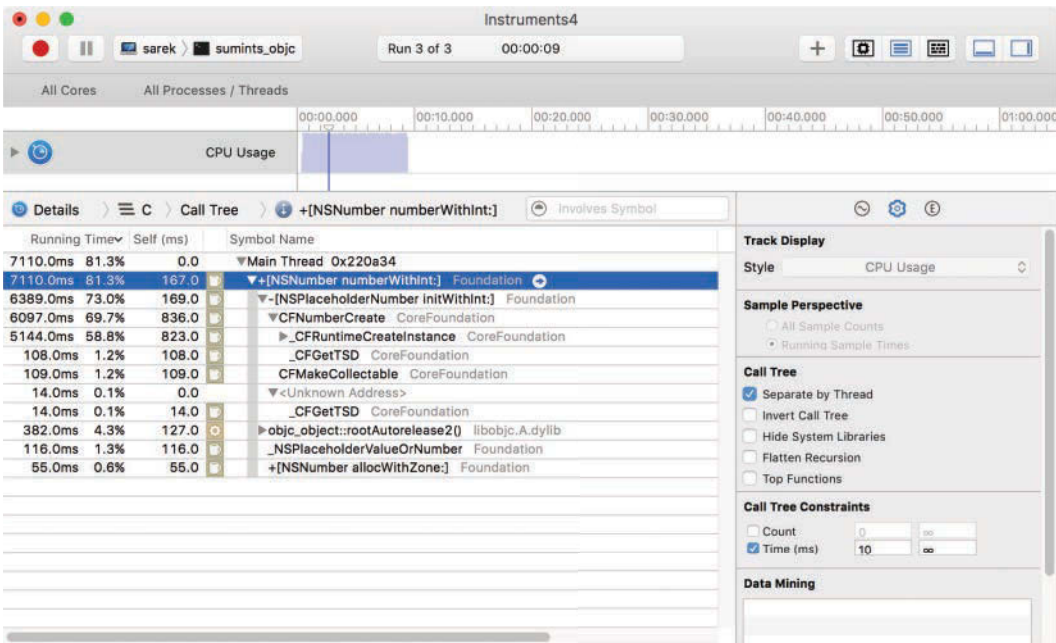 Instruments4
sarek sumints_objc Run 3 of 3 00:00:09
All Cores All Processes / Threads
00:00.000 00:10.000 00:20.000 00:30.000 00:40.000 00:50.000 01:00.000
CPU Usage
Details C Call Tree +[NSNumber numberWithInt:] Involves Symbol
Running Time Self (ms) Symbol Name
7110.0ms 81.3% 0.0 Main Thread 0x220a34
7110.0ms 81.3% 167.0 +[NSNumber numberWithInt:] Foundation
6389.0ms 73.0% 169.0 -[NSPlaceholderNumber initWithInt:] Foundation
6097.0ms 69.7% 836.0 CFNumberCreate CoreFoundation
5144.0ms 58.8% 823.0 _CFRuntimeCreateInstance CoreFoundation
108.0ms 1.2% 108.0 _CFGetTSD CoreFoundation
109.0ms 1.2% 109.0 CFMakeCollectable CoreFoundation
14.0ms 0.1% 0.0 <Unknown Address>
14.0ms 0.1% 14.0 _CFGetTSD CoreFoundation
382.0ms 4.3% 127.0 objc_object::rootAutorelease2() libobjc.A.dylib
116.0ms 1.3% 116.0 _NSPlaceholderValueOrNumber Foundation
55.0ms 0.6% 55.0 +[NSNumber allocWithZone:] Foundation
E
Track Display
Style CPU Usage
Sample Perspective
All Sample Counts
Running Sample Times
Call Tree
Separate by Thread
Invert Call Tree
Hide System Libraries
Flatten Recursion
Top Functions
Call Tree Constraints
Count 0 ∞
Time (ms) 10 ∞
Data Mining